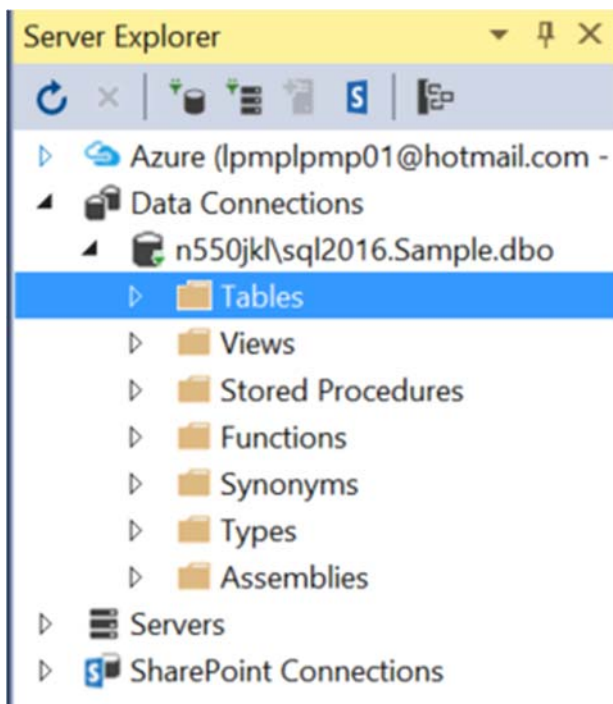 Server Explorer
Azure (lpmplpmp01@hotmail.com -
Data Connections
n550jkl\sql2016.Sample.dbo
Tables
Views
Stored Procedures
Functions
Synonyms
Types
Assemblies
Servers
SharePoint Connections